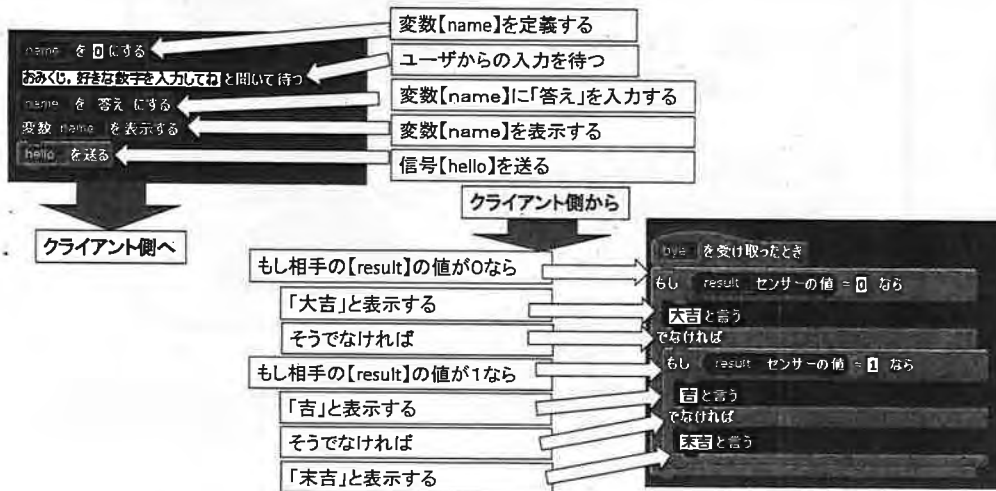 name を 0 にする
おみくじ。好きな数字を入力してね と聞いて待つ
name を 答え にする
変数 name を表示する
hello を送る
変数【name】を定義する
ユーザからの入力を待つ
変数【name】に「答え」を入力する
変数【name】を表示する
信号【hello】を送る
クライアント側へ
クライアント側から
もし相手の【result】の値が0なら
「大吉」と表示する
そうでなければ
もし相手の【result】の値が1なら
「吉」と表示する
そうでなければ
「末吉」と表示する
bye を受け取ったとき
もし result センサーの値 = 0 なら
大吉と言う
でなければ
もし result センサーの値 = 1 なら
吉と言う
でなければ
末吉と言う